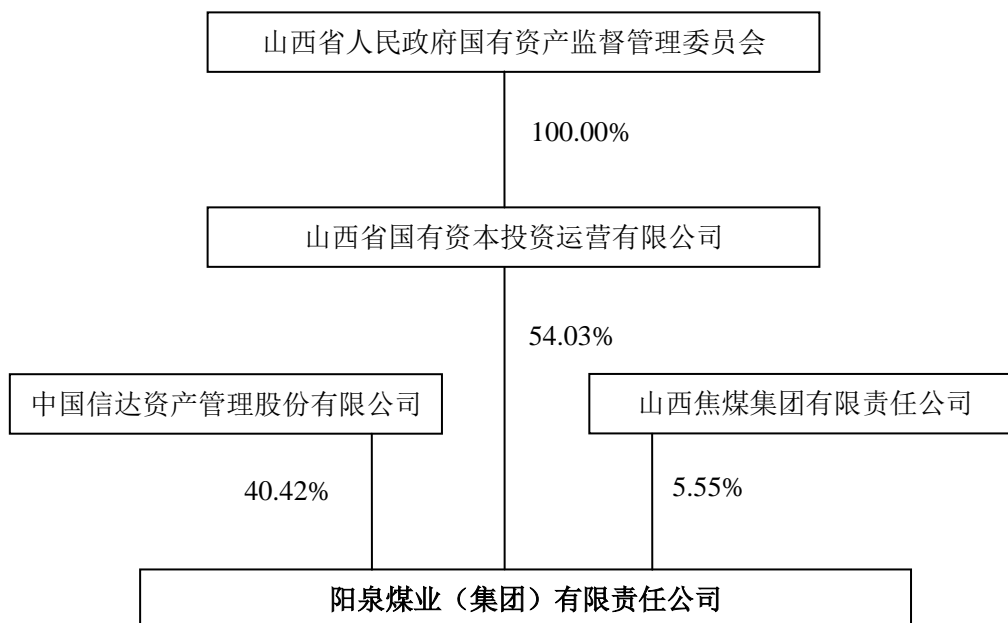 山西省人民政府国有资产监督管理委员会
100.00%
山西省国有资本投资运营有限公司
54.03%
中国信达资产管理股份有限公司
山西焦煤集团有限责任公司
40.42%
5.55%
阳泉煤业（集团）有限责任公司